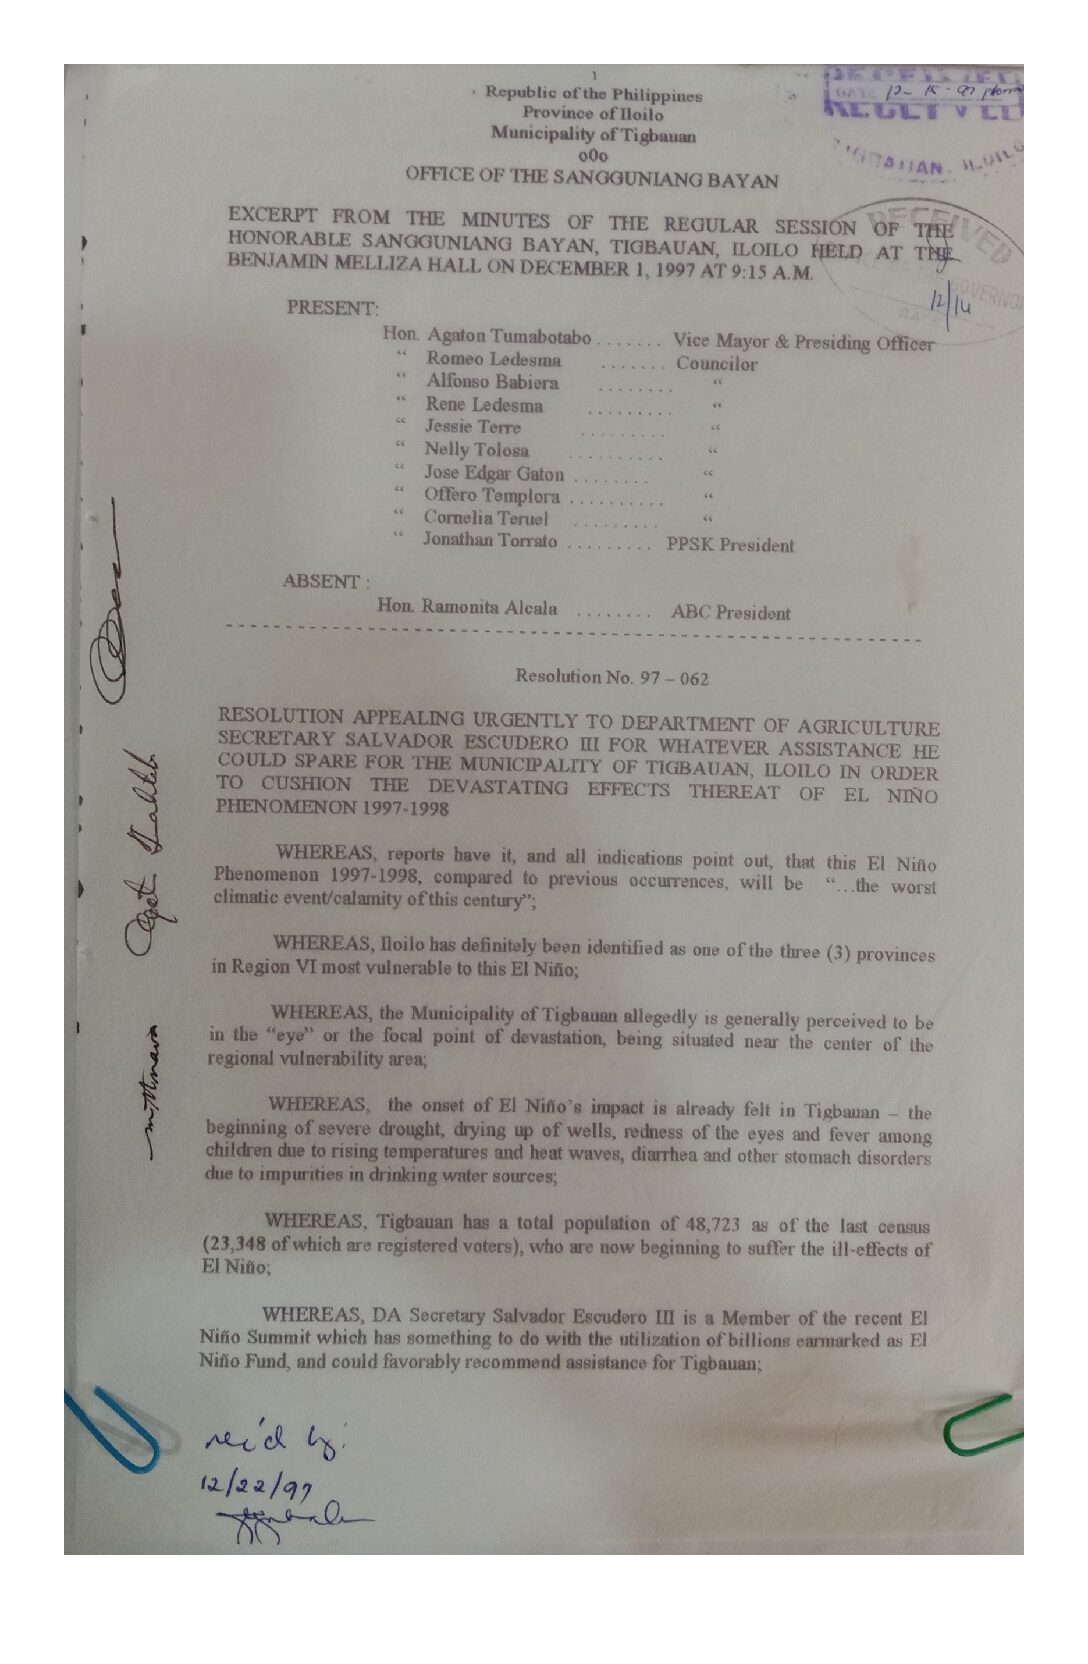 1
Republic of the Philippines
Province of Iloilo
Municipality of Tigbauan
oOo
OFFICE OF THE SANGGUNIANG BAYAN
RECEIVED
TIGBAUAN, ILOILO
EXCERPT FROM THE MINUTES OF THE REGULAR SESSION OF THE
HONORABLE SANGGUNIANG BAYAN, TIGBAUAN, ILOILO HELD AT THE
BENJAMIN MELLIZA HALL ON DECEMBER 1, 1997 AT 9:15 A.M.
RECEIVED
GOVERNOR
12/14
DATE
PRESENT:
Hon. Agaton Tumabotabo ....... Vice Mayor & Presiding Officer
“ Romeo Ledesma ....... Councilor
“ Alfonso Babiera ........ “
“ Rene Ledesma ......... “
“ Jessie Terre ......... “
“ Nelly Tolosa .......... “
“ Jose Edgar Gaton ........ “
“ Offero Templora .......... “
“ Cornelia Teruel ......... “
“ Jonathan Torrato ......... PPSK President
ABSENT :
Hon. Ramonita Alcala ........ ABC President
Resolution No. 97 – 062
RESOLUTION APPEALING URGENTLY TO DEPARTMENT OF AGRICULTURE
SECRETARY SALVADOR ESCUDERO III FOR WHATEVER ASSISTANCE HE
COULD SPARE FOR THE MUNICIPALITY OF TIGBAUAN, ILOILO IN ORDER
TO CUSHION THE DEVASTATING EFFECTS THEREAT OF EL NIÑO
PHENOMENON 1997-1998
WHEREAS, reports have it, and all indications point out, that this El Niño
Phenomenon 1997-1998, compared to previous occurrences, will be “...the worst
climatic event/calamity of this century”;
WHEREAS, Iloilo has definitely been identified as one of the three (3) provinces
in Region VI most vulnerable to this El Niño;
WHEREAS, the Municipality of Tigbauan allegedly is generally perceived to be
in the “eye” or the focal point of devastation, being situated near the center of the
regional vulnerability area;
WHEREAS, the onset of El Niño’s impact is already felt in Tigbauan – the
beginning of severe drought, drying up of wells, redness of the eyes and fever among
children due to rising temperatures and heat waves, diarrhea and other stomach disorders
due to impurities in drinking water sources;
WHEREAS, Tigbauan has a total population of 48,723 as of the last census
(23,348 of which are registered voters), who are now beginning to suffer the ill-effects of
El Niño;
WHEREAS, DA Secretary Salvador Escudero III is a Member of the recent El
Niño Summit which has something to do with the utilization of billions earmarked as El
Niño Fund, and could favorably recommend assistance for Tigbauan;
rec'd by:
12/22/97